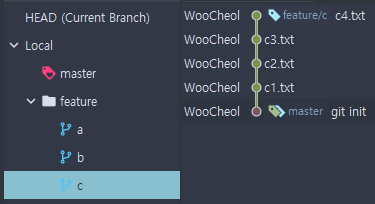 HEAD (Current Branch)
Local
master
feature
a
b
c
WooCheol feature/c c4.txt
WooCheol c3.txt
WooCheol c2.txt
WooCheol c1.txt
WooCheol master git init